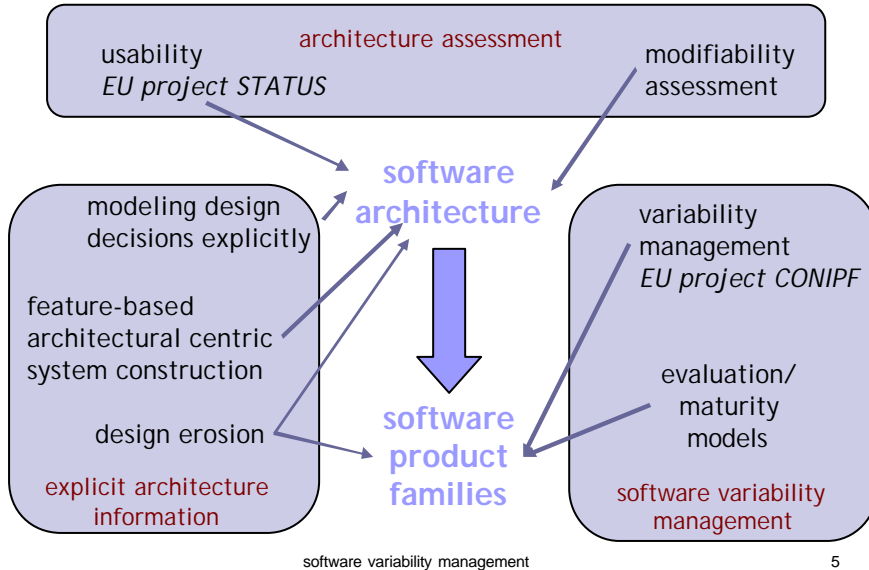 architecture assessment
usability
EU project STATUS
modifiability
assessment
software
architecture
modeling design
decisions explicitly
feature-based
architectural centric
system construction
design erosion
explicit architecture
information
variability
management
EU project CONIPF
evaluation/
maturity
models
software variability
management
software
product
families
software variability management
5